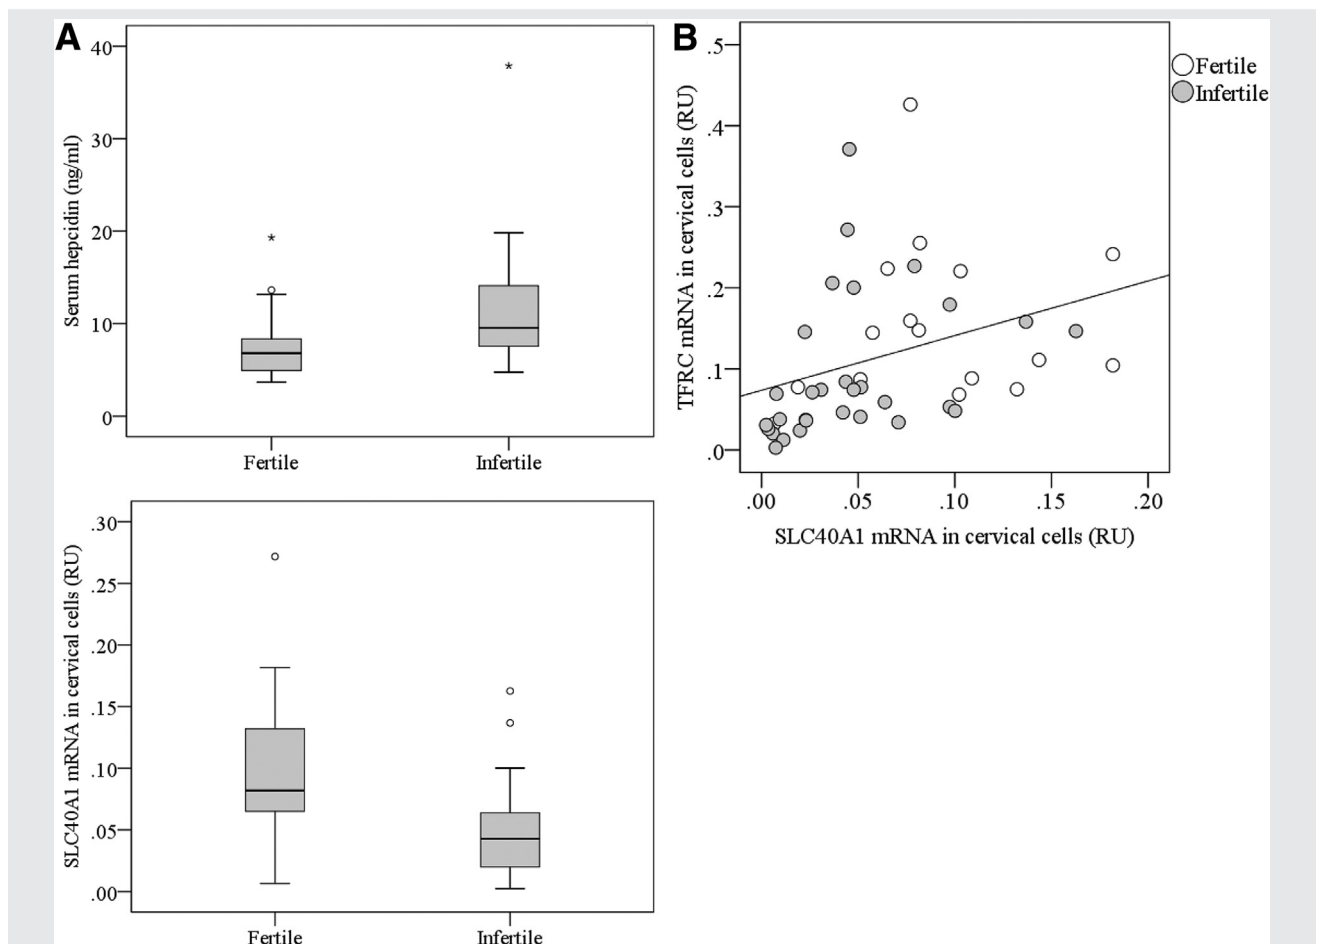 A
40
30
20
10
0
Serum hepcidin (ng/ml)
Fertile
Infertile
.30
.25
.20
.15
.10
.05
.00
SLC40A1 mRNA in cervical cells (RU)
Fertile
Infertile
B
.5
.4
.3
.2
.1
.0
TFRC mRNA in cervical cells (RU)
.00 .05 .10 .15 .20
SLC40A1 mRNA in cervical cells (RU)
Fertile
Infertile